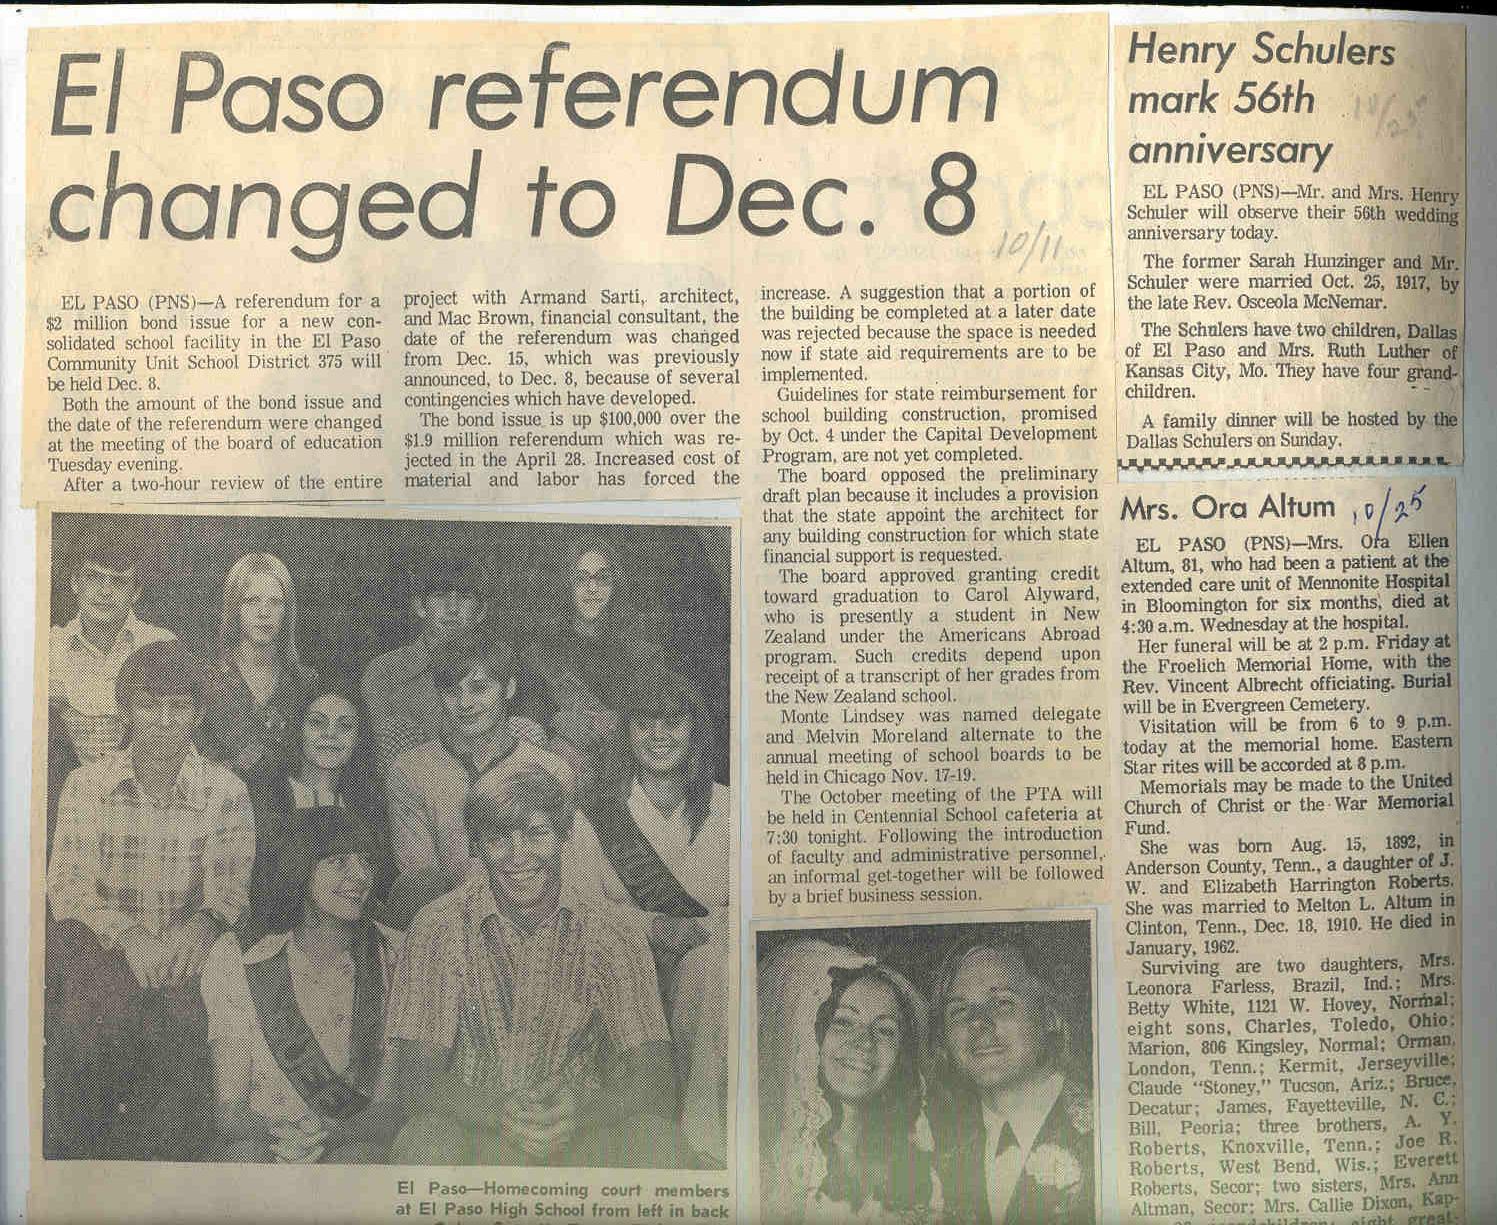 El Paso referendum
changed to Dec. 8
10/11
EL PASO (PNS)—A referendum for a
$2 million bond issue for a new con-
solidated school facility in the El Paso
Community Unit School District 375 will
be held Dec. 8.
Both the amount of the bond issue and
the date of the referendum were changed
at the meeting of the board of education
Tuesday evening.
After a two-hour review of the entire
project with Armand Sarti, architect,
and Mac Brown, financial consultant, the
date of the referendum was changed
from Dec. 15, which was previously
announced, to Dec. 8, because of several
contingencies which have developed.
The bond issue is up $100,000 over the
$1.9 million referendum which was re-
jected in the April 28. Increased cost of
material and labor has forced the
increase. A suggestion that a portion of
the building be completed at a later date
was rejected because the space is needed
now if state aid requirements are to be
implemented.
Guidelines for state reimbursement for
school building construction, promised
by Oct. 4 under the Capital Development
Program, are not yet completed.
The board opposed the preliminary
draft plan because it includes a provision
that the state appoint the architect for
any building construction for which state
financial support is requested.
The board approved granting credit
toward graduation to Carol Alyward,
who is presently a student in New
Zealand under the Americans Abroad
program. Such credits depend upon
receipt of a transcript of her grades from
the New Zealand school.
Monte Lindsey was named delegate
and Melvin Moreland alternate to the
annual meeting of school boards to be
held in Chicago Nov. 17-19.
The October meeting of the PTA will
be held in Centennial School cafeteria at
7:30 tonight. Following the introduction
of faculty and administrative personnel,
an informal get-together will be followed
by a brief business session.
El Paso—Homecoming court members
at El Paso High School from left in back
Henry Schulers
mark 56th
anniversary
10/25
EL PASO (PNS)—Mr. and Mrs. Henry
Schuler will observe their 56th wedding
anniversary today.
The former Sarah Hunzinger and Mr.
Schuler were married Oct. 25, 1917, by
the late Rev. Osceola McNemar.
The Schulers have two children, Dallas
of El Paso and Mrs. Ruth Luther of
Kansas City, Mo. They have four grand-
children.
A family dinner will be hosted by the
Dallas Schulers on Sunday.
Mrs. Ora Altum 10/25
EL PASO (PNS)—Mrs. Ora Ellen
Altum, 81, who had been a patient at the
extended care unit of Mennonite Hospital
in Bloomington for six months, died at
4:30 a.m. Wednesday at the hospital.
Her funeral will be at 2 p.m. Friday at
the Froelich Memorial Home, with the
Rev. Vincent Albrecht officiating. Burial
will be in Evergreen Cemetery.
Visitation will be from 6 to 9 p.m.
today at the memorial home. Eastern
Star rites will be accorded at 8 p.m.
Memorials may be made to the United
Church of Christ or the War Memorial
Fund.
She was born Aug. 15, 1892, in
Anderson County, Tenn., a daughter of J.
W. and Elizabeth Harrington Roberts.
She was married to Melton L. Altum in
Clinton, Tenn., Dec. 18, 1910. He died in
January, 1962.
Surviving are two daughters, Mrs.
Leonora Farless, Brazil, Ind.; Mrs.
Betty White, 1121 W. Hovey, Normal;
eight sons, Charles, Toledo, Ohio;
Marion, 806 Kingsley, Normal; Orman,
London, Tenn.; Kermit, Jerseyville;
Claude "Stoney," Tucson, Ariz.; Bruce,
Decatur; James, Fayetteville, N. C.;
Bill, Peoria; three brothers, A. Y.
Roberts, Knoxville, Tenn.; Joe R.
Roberts, West Bend, Wis.; Everett
Roberts, Secor; two sisters, Mrs. Ann
Altman, Secor; Mrs. Callie Dixon, Kap-